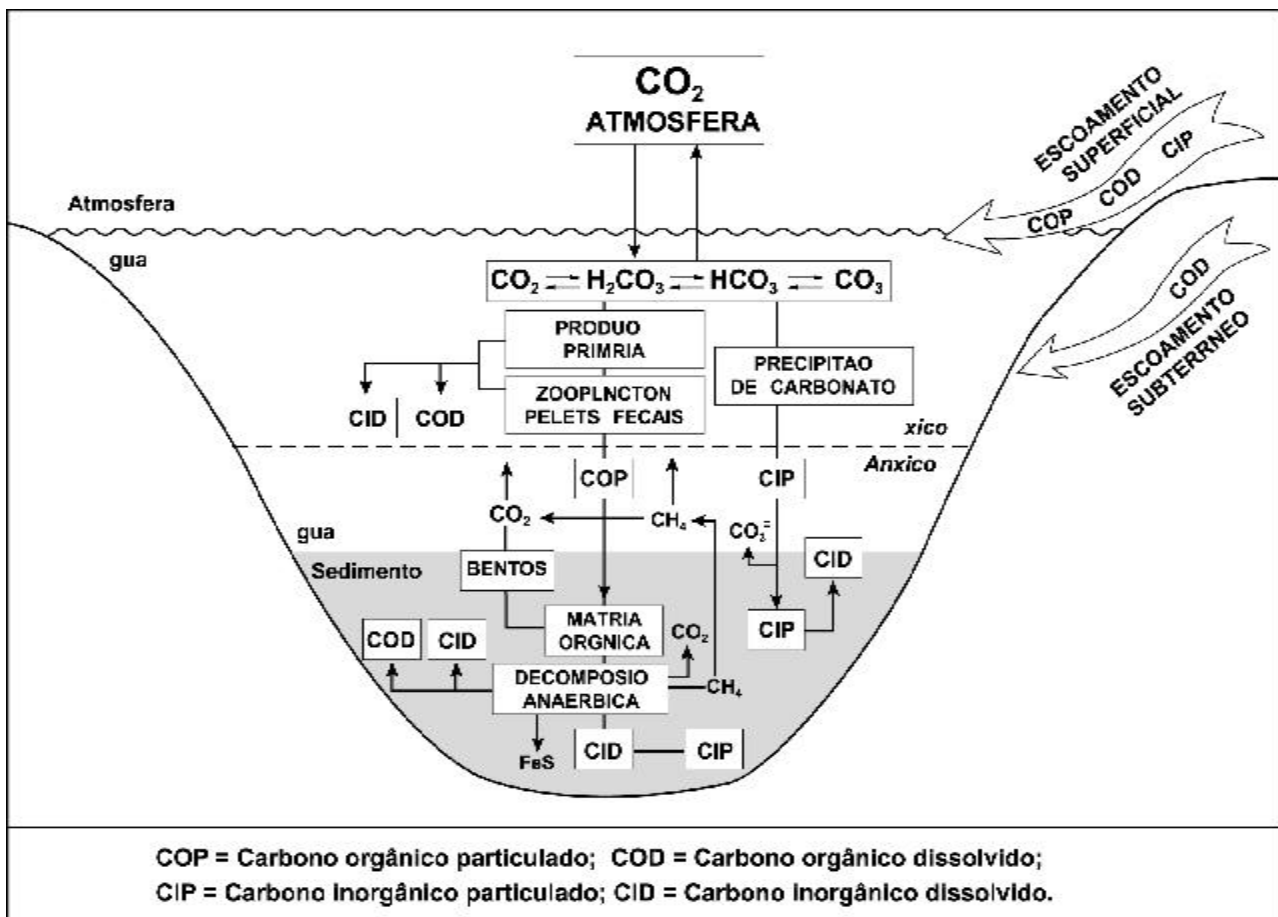 CO₂
ATMOSFERA
ESCOAMENTO
SUPERFICIAL
COP COD CIP
Atmosfera
gua
CO₂ ⇌ H₂CO₃ ⇌ HCO₃ ⇌ CO₃
COD
ESCOAMENTO
SUBTERRNEO
PRODUO
PRIMRIA
PRECIPITAO
DE CARBONATO
ZOOPLNCTON
PELETS FECAIS
CID COD
xico
Anxico
COP
CIP
CO₂
CH₄
CO₃⁼
gua
Sedimento
BENTOS
CID
MATRIA
ORGNICA
CO₂
CIP
COD
CID
DECOMPOSIO
ANAERBICA
CH₄
FeS
CID
CIP
COP = Carbono orgânico particulado; COD = Carbono orgânico dissolvido;
CIP = Carbono inorgânico particulado; CID = Carbono inorgânico dissolvido.